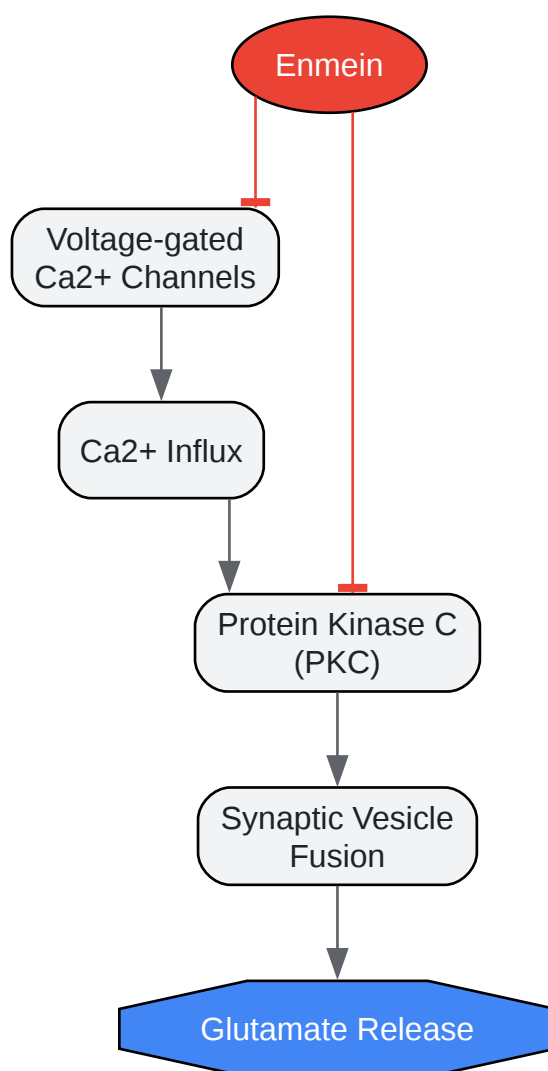 Enmein
Voltage-gated
Ca2+ Channels
Ca2+ Influx
Protein Kinase C
(PKC)
Synaptic Vesicle
Fusion
Glutamate Release